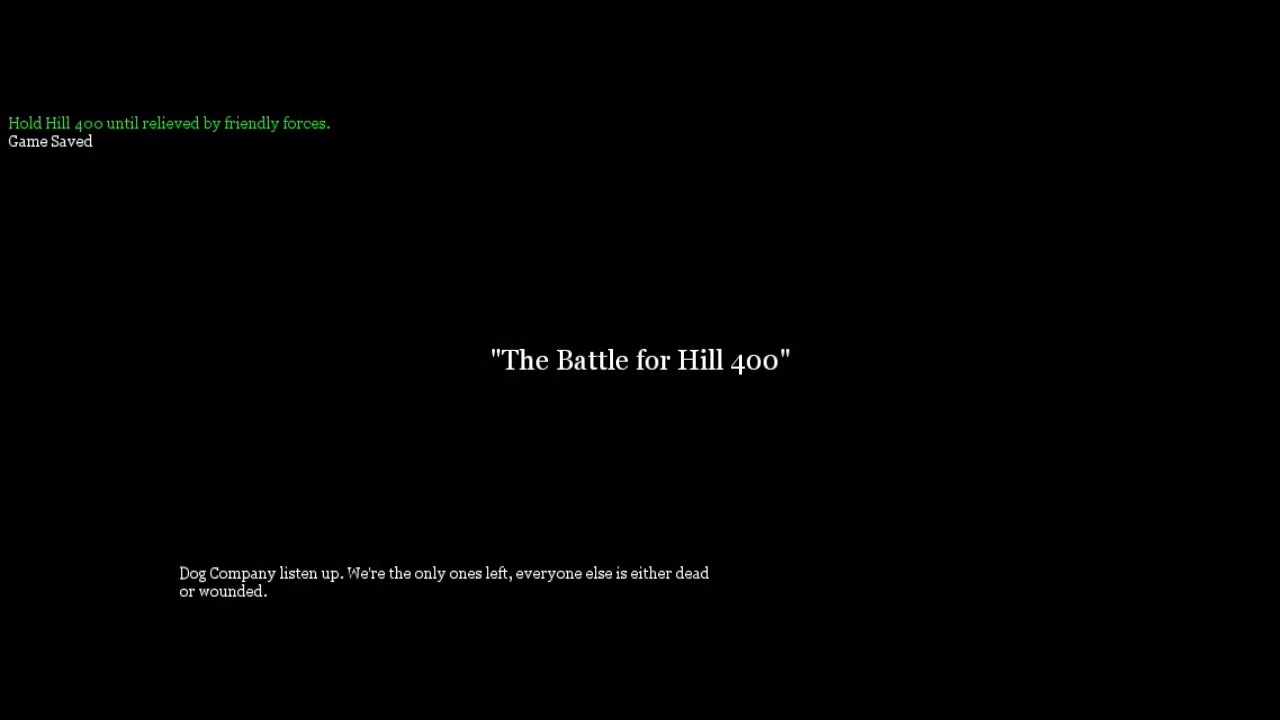 Hold Hill 400 until relieved by friendly forces.
Game Saved
"The Battle for Hill 400"
Dog Company listen up. We're the only ones left, everyone else is either dead
or wounded.